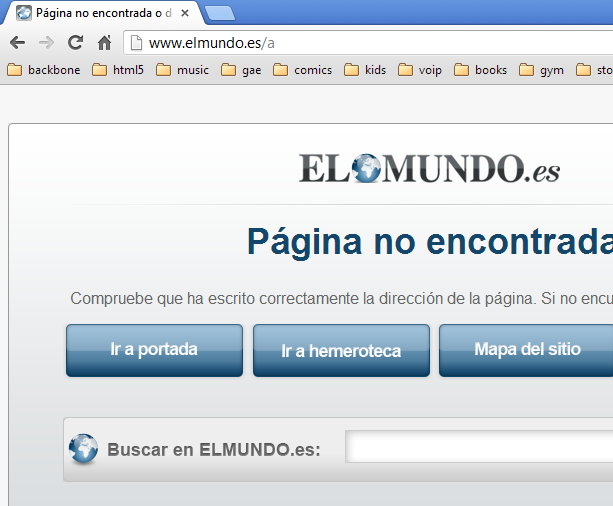 Página no encontrada o d
www.elmundo.es/a
backbone html5 music gae comics kids voip books gym sto
ELMUNDO.es
Página no encontrada
Compruebe que ha escrito correctamente la dirección de la página. Si no encu
Ir a portada Ir a hemeroteca Mapa del sitio
Buscar en ELMUNDO.es: